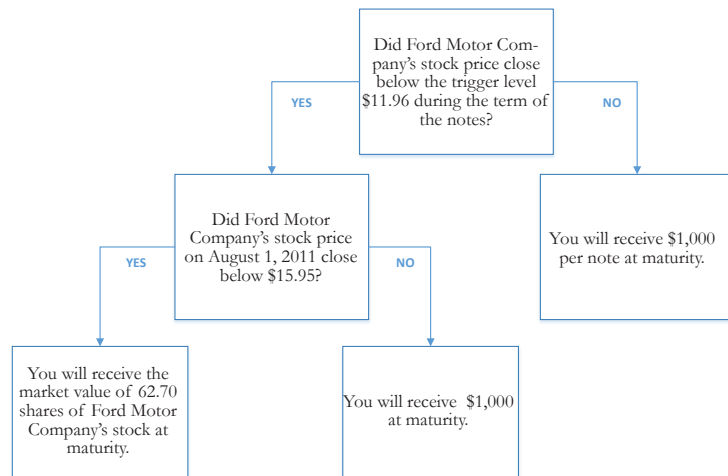 Did Ford Motor Com-
pany's stock price close
below the trigger level
$11.96 during the term of
the notes?
YES
NO
Did Ford Motor
Company's stock price
on August 1, 2011 close
below $15.95?
You will receive $1,000
per note at maturity.
YES
NO
You will receive the
market value of 62.70
shares of Ford Motor
Company's stock at
maturity.
You will receive $1,000
at maturity.